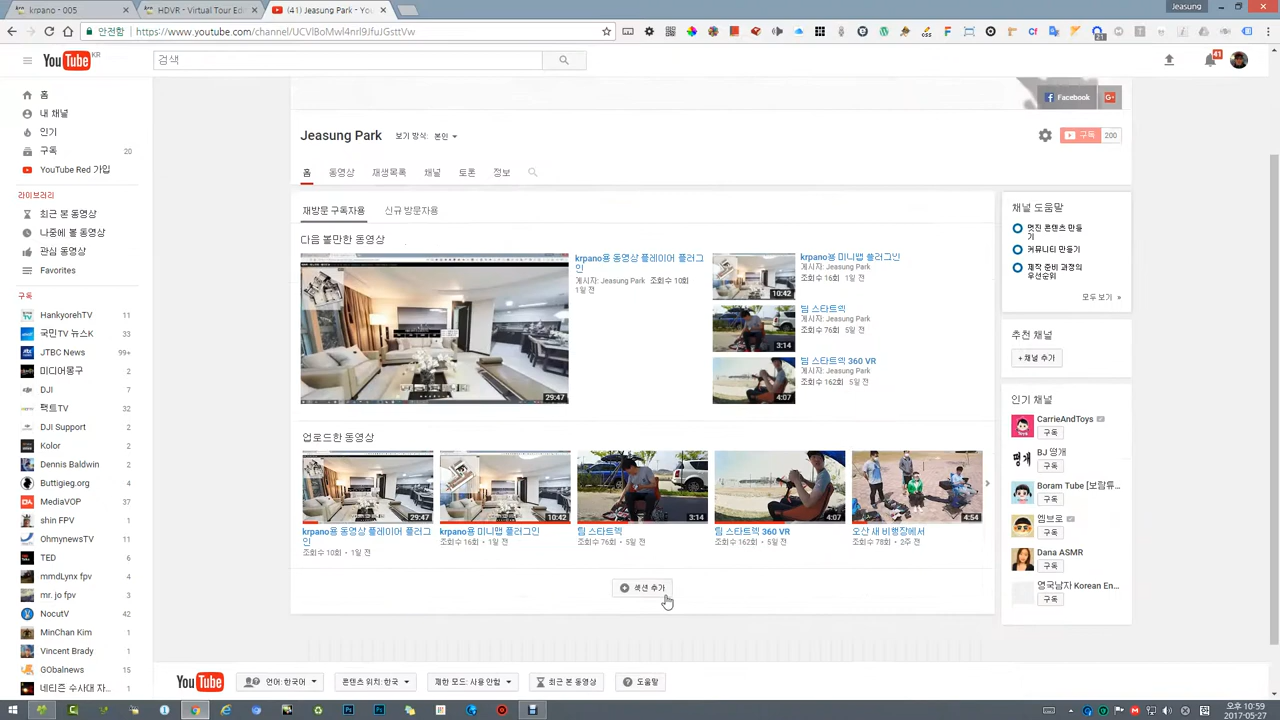 krpano - 005
HDVR - Virtual Tour Edi
(41) Jeasung Park - You
Jeasung
안전함
https://www.youtube.com/channel/UCVlBoMwl4nrl9JfuJGsttVw
21
YouTube KR
검색
41
홈
내 채널
인기
구독 20
YouTube Red 가입
라이브러리
최근 본 동영상
나중에 볼 동영상
관심 동영상
Favorites
구독
HankyorehTV 11
국민TV 뉴스K 33
JTBC News 99+
미디어몽구 2
DJI 7
팩트TV 32
DJI Support 2
Kolor 2
Dennis Baldwin 2
Buttigieg.org 2
MediaVOP 37
shin FPV 1
OhmynewsTV 11
TED 6
mmdLynx fpv 4
mr. jo fpv 3
NocutV 8
MinChan Kim 1
Vincent Brady 1
GObalnews 15
네티즌 수사대 자... 1
Facebook
G+
Jeasung Park
보기 방식: 본인
구독 200
홈
동영상
재생목록
채널
토론
정보
재방문 구독자용
신규 방문자용
다음 볼만한 동영상
29:47
krpano용 동영상 플레이어 플러그
인
게시자: Jeasung Park 조회수 10회
1일 전
10:42
krpano용 미니맵 플러그인
게시자: Jeasung Park
조회수 16회 1일 전
3:14
팀 스타트렉
게시자: Jeasung Park
조회수 76회 5일 전
4:07
팀 스타트렉 360 VR
게시자: Jeasung Park
조회수 162회 5일 전
업로드한 동영상
29:47
krpano용 동영상 플레이어 플러그
인
조회수 10회 • 1일 전
10:42
krpano용 미니맵 플러그인
조회수 16회 • 1일 전
3:14
팀 스타트렉
조회수 76회 • 5일 전
4:07
팀 스타트렉 360 VR
조회수 162회 • 5일 전
4:54
오산 새 비행장에서
조회수 78회 • 2주 전
섹션 추가
채널 도움말
멋진 콘텐츠 만들
기
커뮤니티 만들기
제작 준비 과정의
우선순위
모두 보기 »
추천 채널
+ 채널 추가
인기 채널
CarrieAndToys
구독
BJ 떵개
구독
Boram Tube [보람튜...
구독
엠브로
구독
Dana ASMR
구독
영국남자 Korean En...
구독
YouTube
언어: 한국어
콘텐츠 위치: 한국
제한 모드: 사용 안함
최근 본 동영상
도움말
오후 10:59
2017-05-27